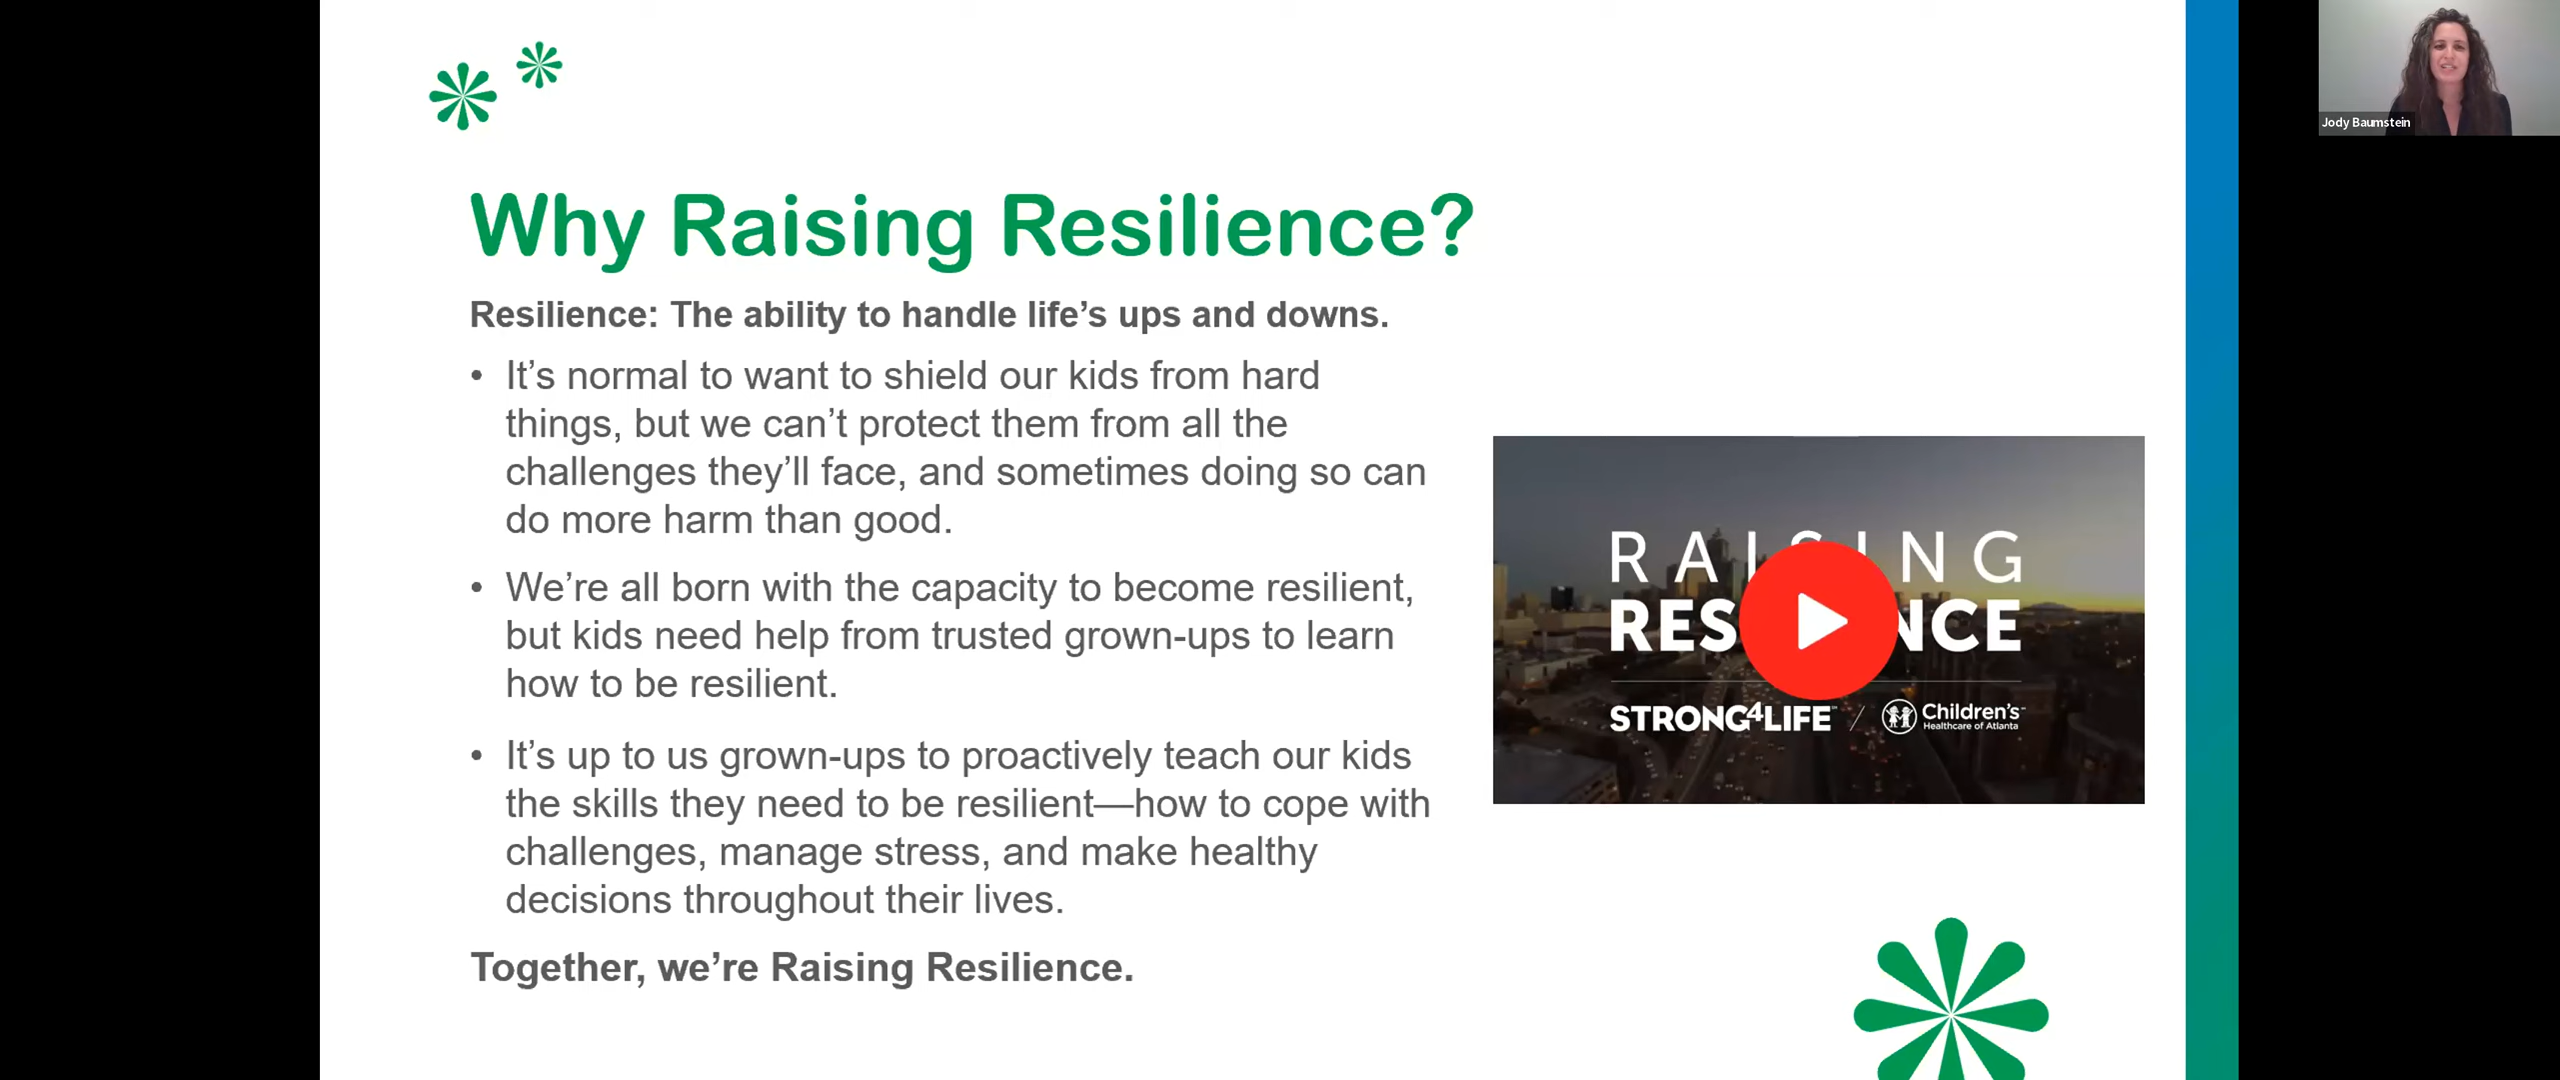 Jody Baumstein
Why Raising Resilience?
Resilience: The ability to handle life’s ups and downs.
• It’s normal to want to shield our kids from hard
things, but we can’t protect them from all the
challenges they’ll face, and sometimes doing so can
do more harm than good.
• We’re all born with the capacity to become resilient,
but kids need help from trusted grown-ups to learn
how to be resilient.
• It’s up to us grown-ups to proactively teach our kids
the skills they need to be resilient—how to cope with
challenges, manage stress, and make healthy
decisions throughout their lives.
Together, we’re Raising Resilience.
RAISING
RES NCE
STRONG4LIFE / Children’s
Healthcare of Atlanta